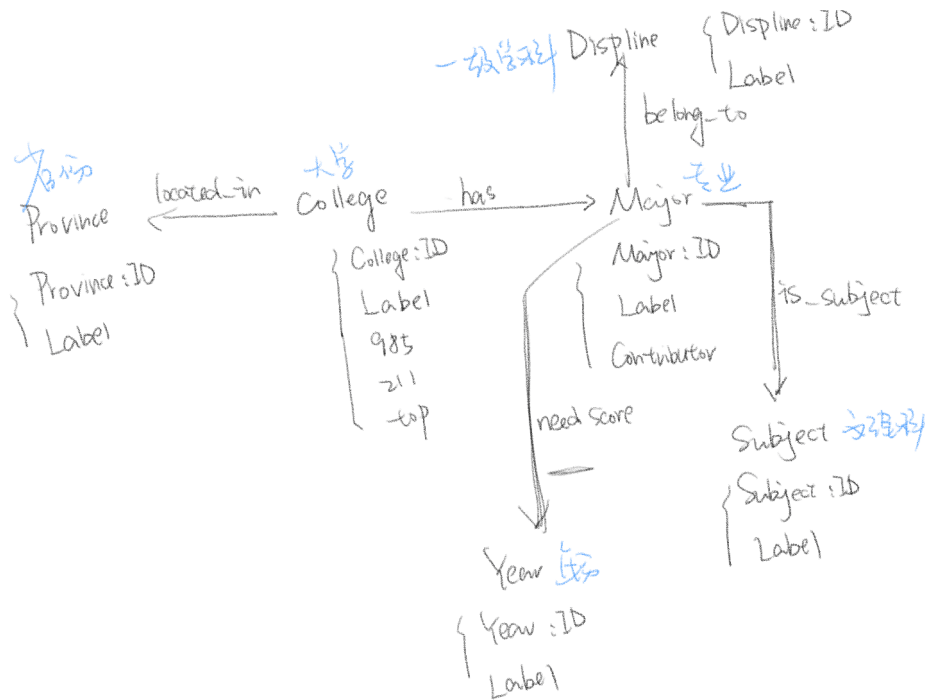 一级学科 Displine
Displine:ID
Label
belong_to
省份
Province
located_in
大学
College
has
专业
Major
Province:ID
Label
College:ID
Label
985
211
top
Major:ID
Label
Contributor
is_subject
need score
Subject 文理科
Subject:ID
Label
Year 年份
Year:ID
Label